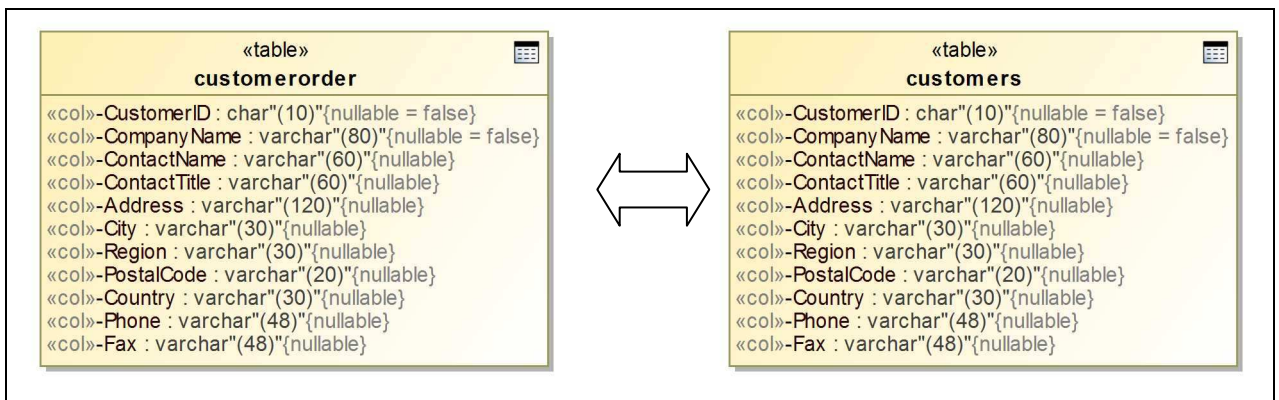 «table»
customerorder
«col»-CustomerID : char"(10)"{nullable = false}
«col»-CompanyName : varchar"(80)"{nullable = false}
«col»-ContactName : varchar"(60)"{nullable}
«col»-ContactTitle : varchar"(60)"{nullable}
«col»-Address : varchar"(120)"{nullable}
«col»-City : varchar"(30)"{nullable}
«col»-Region : varchar"(30)"{nullable}
«col»-PostalCode : varchar"(20)"{nullable}
«col»-Country : varchar"(30)"{nullable}
«col»-Phone : varchar"(48)"{nullable}
«col»-Fax : varchar"(48)"{nullable}
«table»
customers
«col»-CustomerID : char"(10)"{nullable = false}
«col»-CompanyName : varchar"(80)"{nullable = false}
«col»-ContactName : varchar"(60)"{nullable}
«col»-ContactTitle : varchar"(60)"{nullable}
«col»-Address : varchar"(120)"{nullable}
«col»-City : varchar"(30)"{nullable}
«col»-Region : varchar"(30)"{nullable}
«col»-PostalCode : varchar"(20)"{nullable}
«col»-Country : varchar"(30)"{nullable}
«col»-Phone : varchar"(48)"{nullable}
«col»-Fax : varchar"(48)"{nullable}